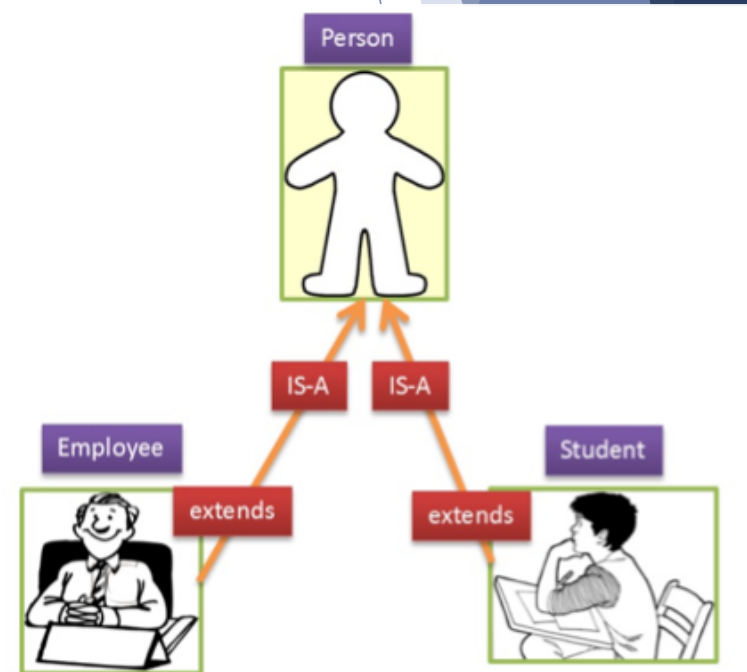 Person
IS-A
IS-A
Employee
Student
extends
extends